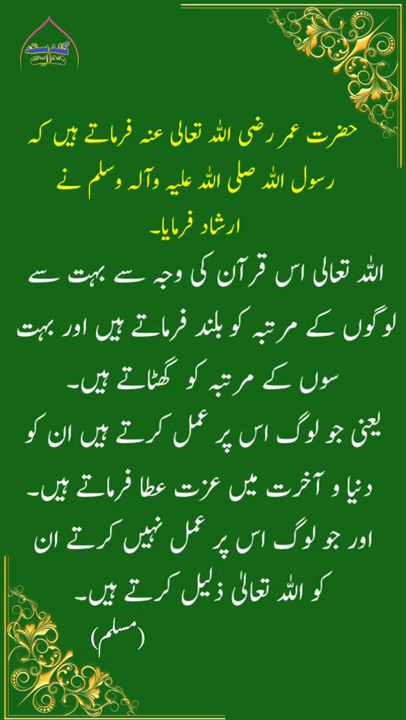 گلدستہ
حضرت عمر رضی اللہ تعالی عنہ فرماتے ہیں کہ
رسول اللہ صلی اللہ علیہ وآلہ وسلم نے
ارشاد فرمایا۔
اللہ تعالی اس قرآن کی وجہ سے بہت سے
لوگوں کے مرتبہ کو بلند فرماتے ہیں اور بہت
سوں کے مرتبہ کو گھٹاتے ہیں۔
یعنی جو لوگ اس پر عمل کرتے ہیں ان کو
دنیا و آخرت میں عزت عطا فرماتے ہیں۔
اور جو لوگ اس پر عمل نہیں کرتے ان
کو اللہ تعالیٰ ذلیل کرتے ہیں۔
(مسلم)